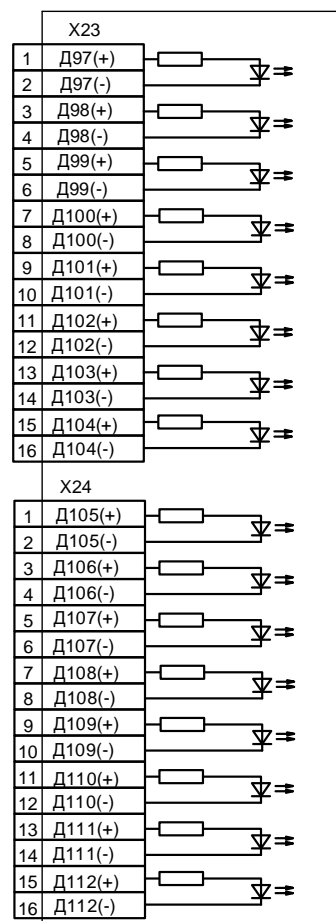 X23
1 Д97(+)
2 Д97(-)
3 Д98(+)
4 Д98(-)
5 Д99(+)
6 Д99(-)
7 Д100(+)
8 Д100(-)
9 Д101(+)
10 Д101(-)
11 Д102(+)
12 Д102(-)
13 Д103(+)
14 Д103(-)
15 Д104(+)
16 Д104(-)
X24
1 Д105(+)
2 Д105(-)
3 Д106(+)
4 Д106(-)
5 Д107(+)
6 Д107(-)
7 Д108(+)
8 Д108(-)
9 Д109(+)
10 Д109(-)
11 Д110(+)
12 Д110(-)
13 Д111(+)
14 Д111(-)
15 Д112(+)
16 Д112(-)